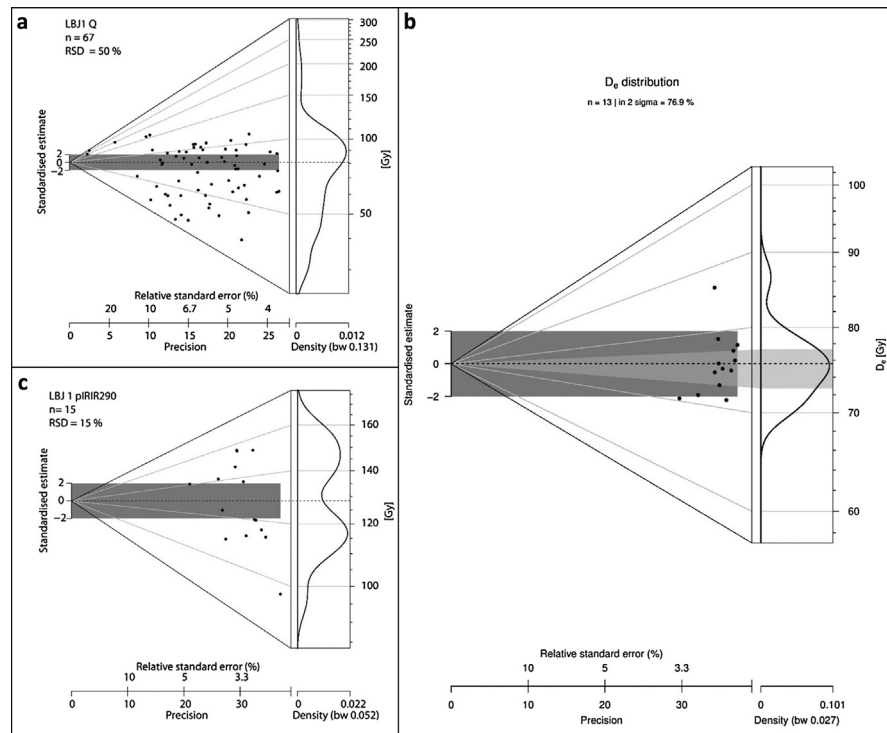 a
LBJ1 Q
n = 67
RSD = 50 %
Standardised estimate
2
0
−2
300
250
200
150
100
50
[Gy]
Relative standard error (%)
20 10 6.7 5 4
0 5 10 15 20 25 0 0.012
Precision Density (bw 0.131)
b
De distribution
n = 13 | in 2 sigma = 76.9 %
Standardised estimate
2
0
−2
100
90
80
70
60
De [Gy]
Relative standard error (%)
10 5 3.3
0 10 20 30 0 0.101
Precision Density (bw 0.027)
c
LBJ 1 pIRIR290
n= 15
RSD = 15 %
Standardised estimate
2
0
−2
160
140
120
100
[Gy]
Relative standard error (%)
10 5 3.3
0 10 20 30 0 0.022
Precision Density (bw 0.052)